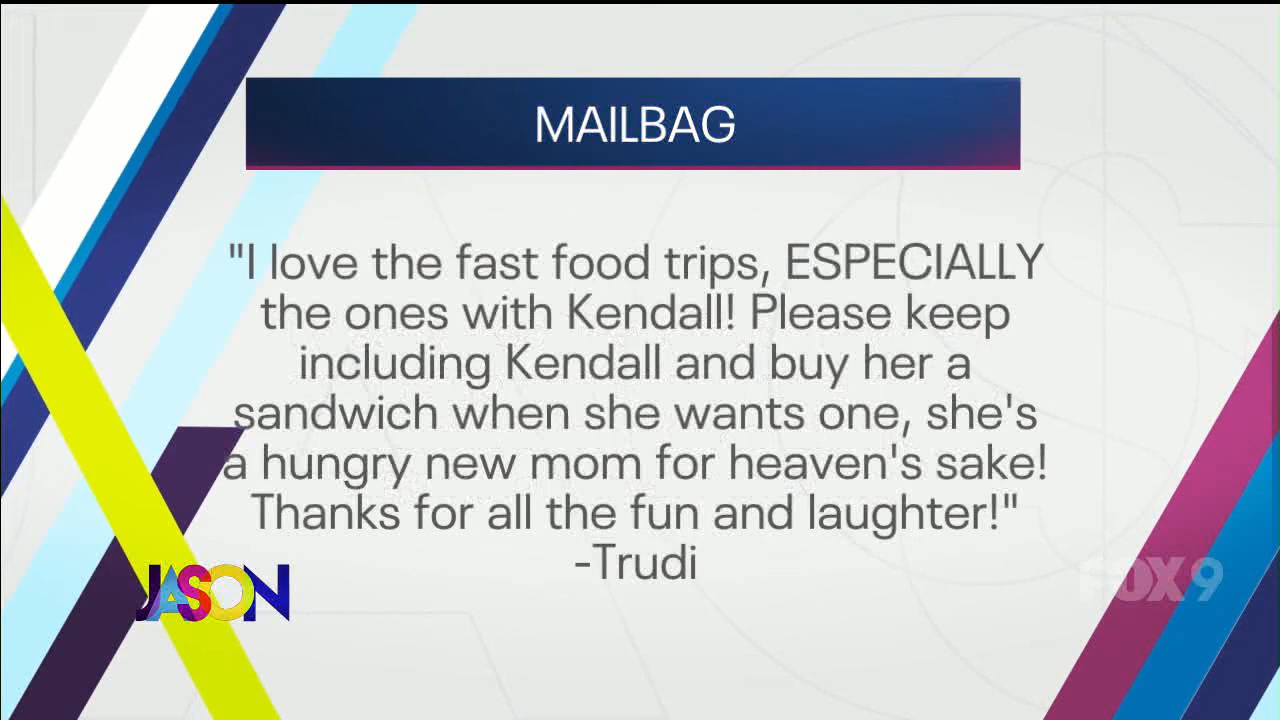 MAILBAG
"I love the fast food trips, ESPECIALLY
the ones with Kendall! Please keep
including Kendall and buy her a
sandwich when she wants one, she's
a hungry new mom for heaven's sake!
Thanks for all the fun and laughter!"
-Trudi
JASON
FOX9